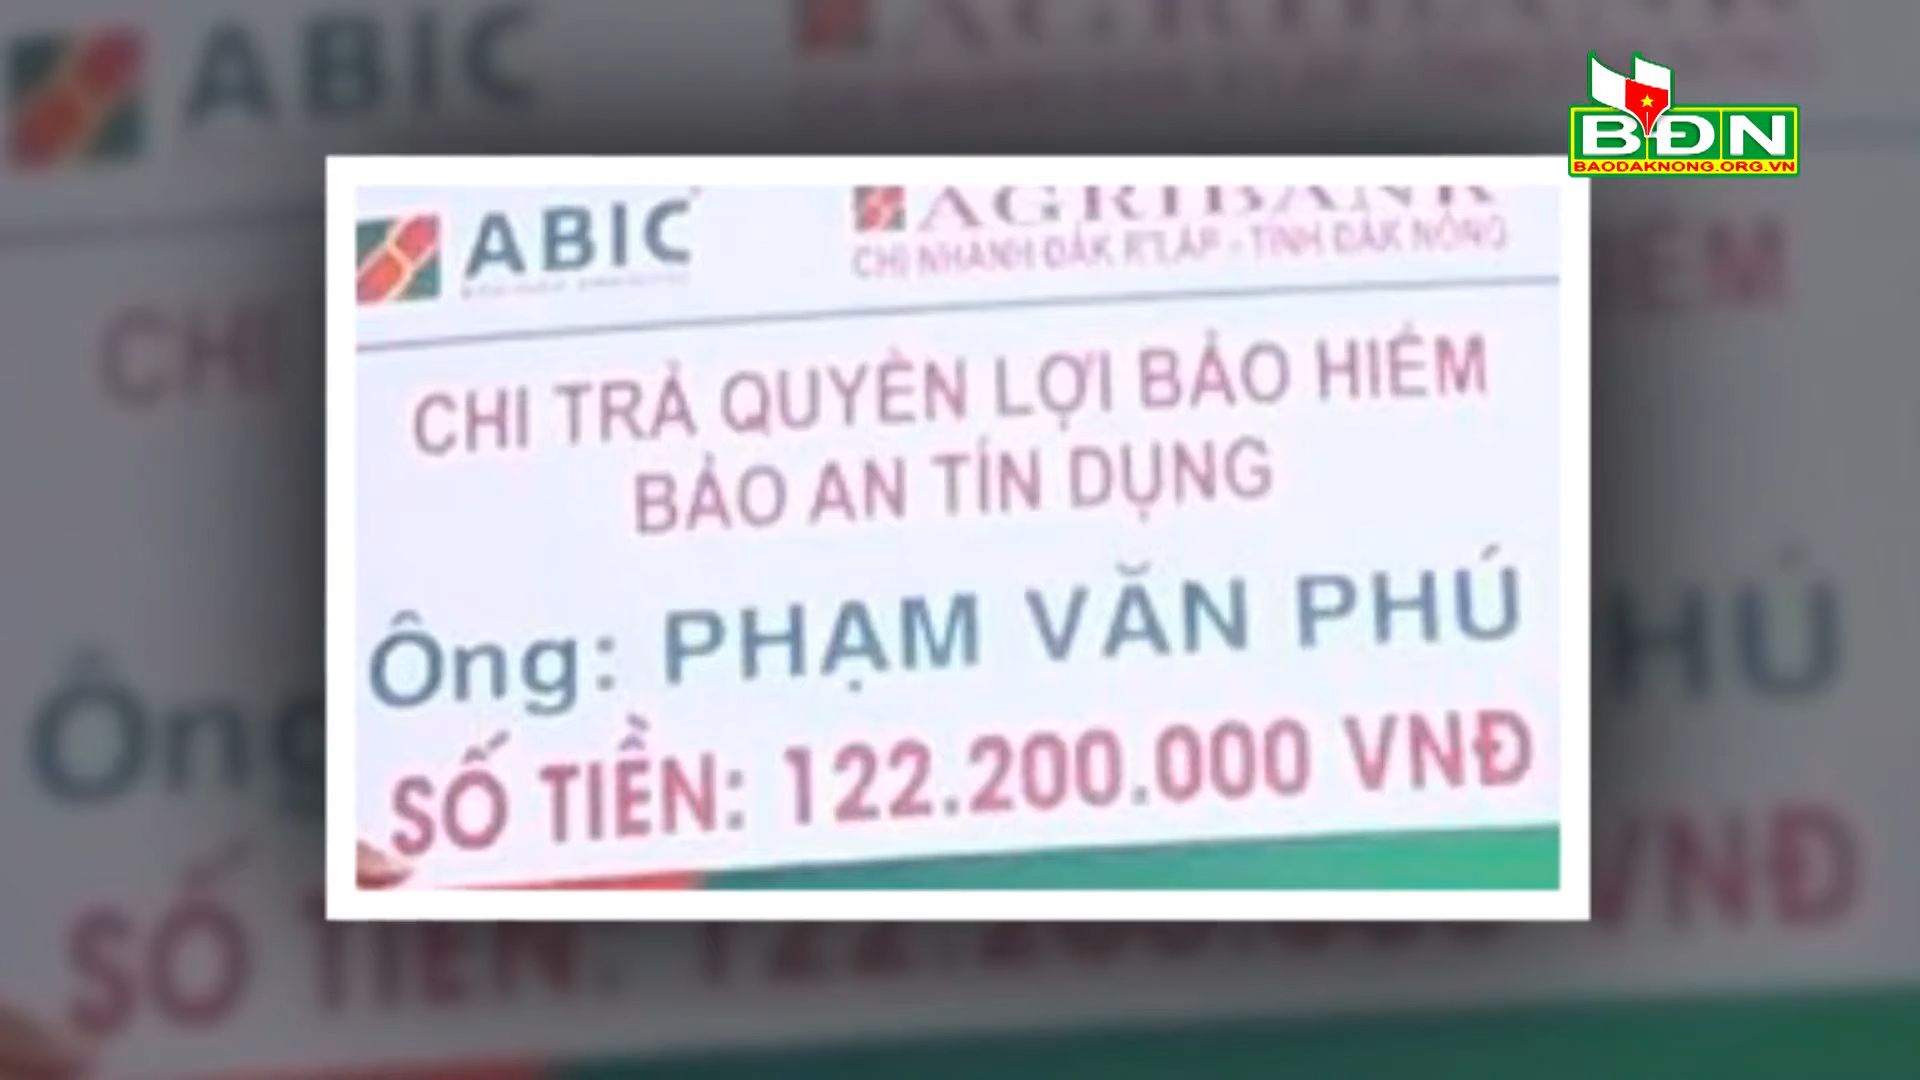 BĐN
BAODAKNONG.ORG.VN
ABIC
AGRIBANK
CHI NHÁNH ĐẮK R'LẤP - TỈNH ĐẮK NÔNG
CHI TRẢ QUYỀN LỢI BẢO HIỂM
BẢO AN TÍN DỤNG
Ông: PHẠM VĂN PHÚ
SỐ TIỀN: 122.200.000 VNĐ